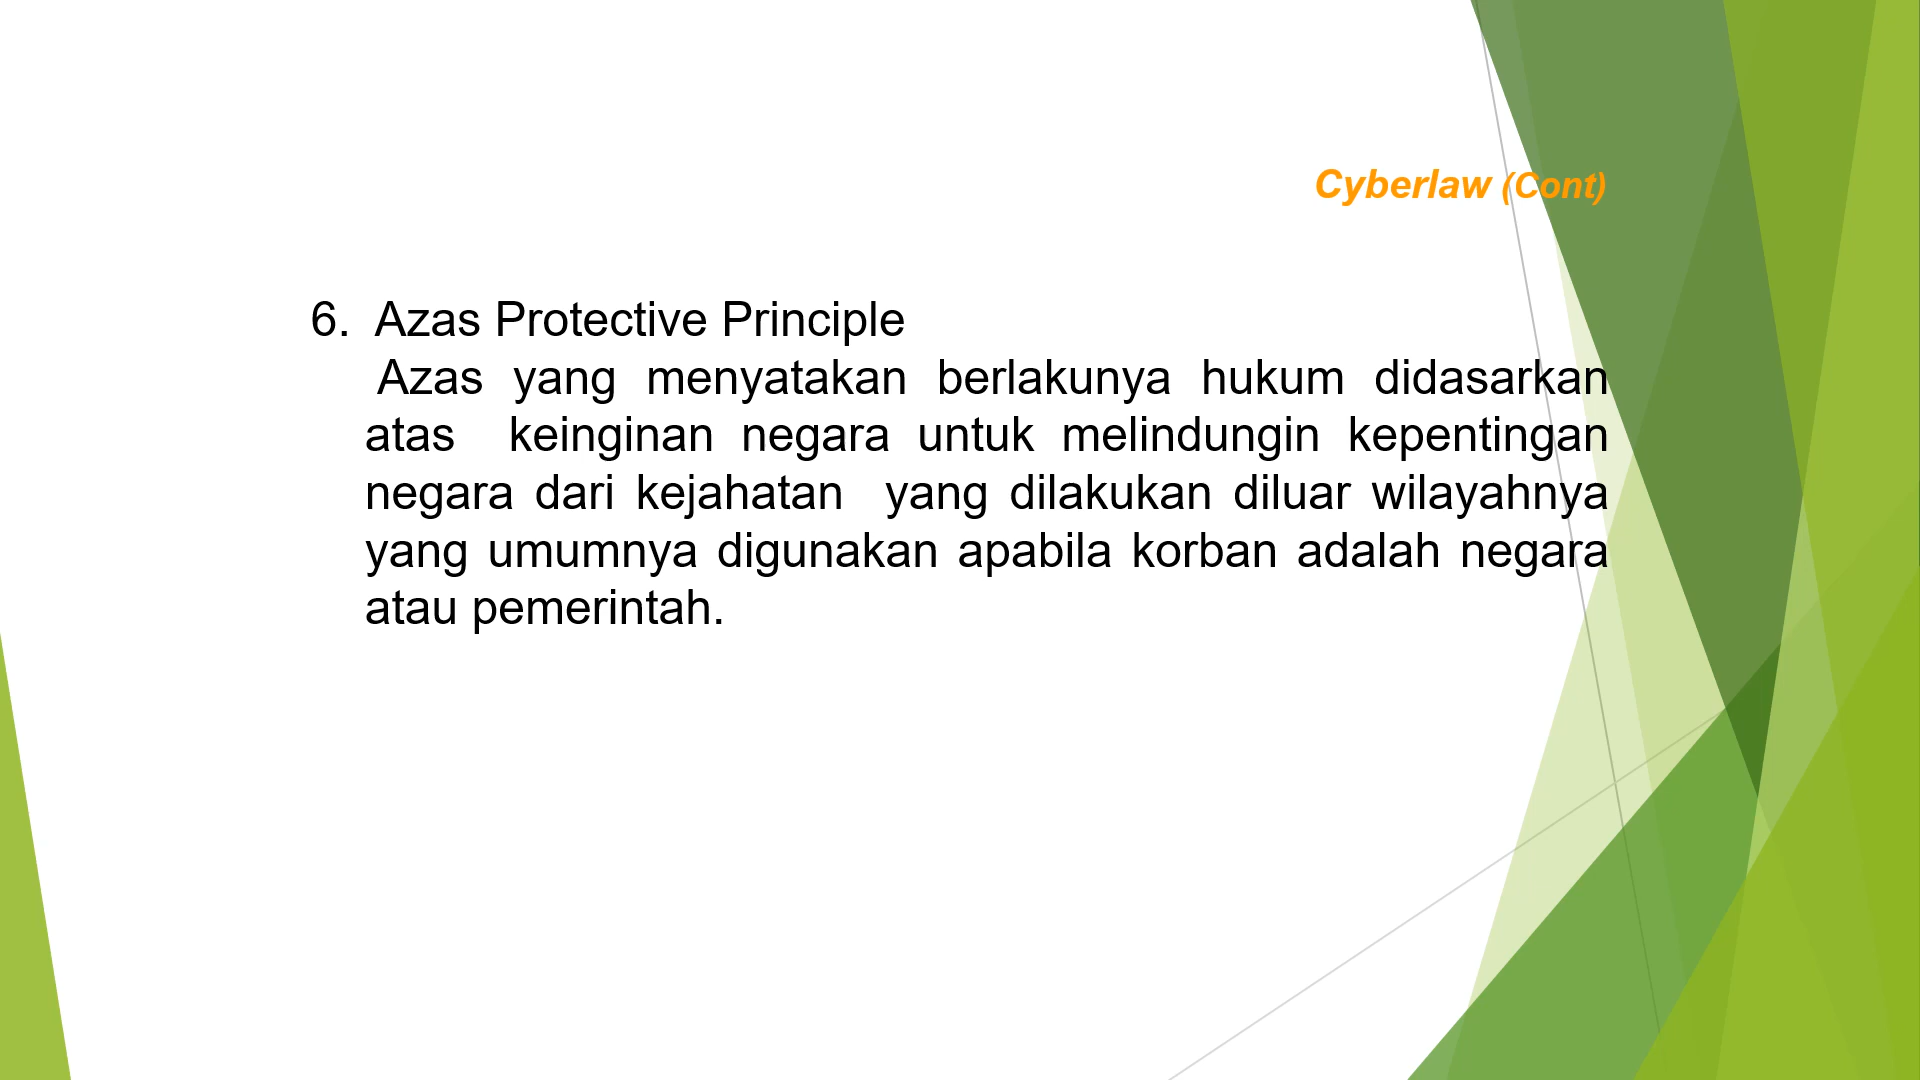 Cyberlaw (Cont)
6. Azas Protective Principle
Azas yang menyatakan berlakunya hukum didasarkan
atas keinginan negara untuk melindungin kepentingan
negara dari kejahatan yang dilakukan diluar wilayahnya
yang umumnya digunakan apabila korban adalah negara
atau pemerintah.